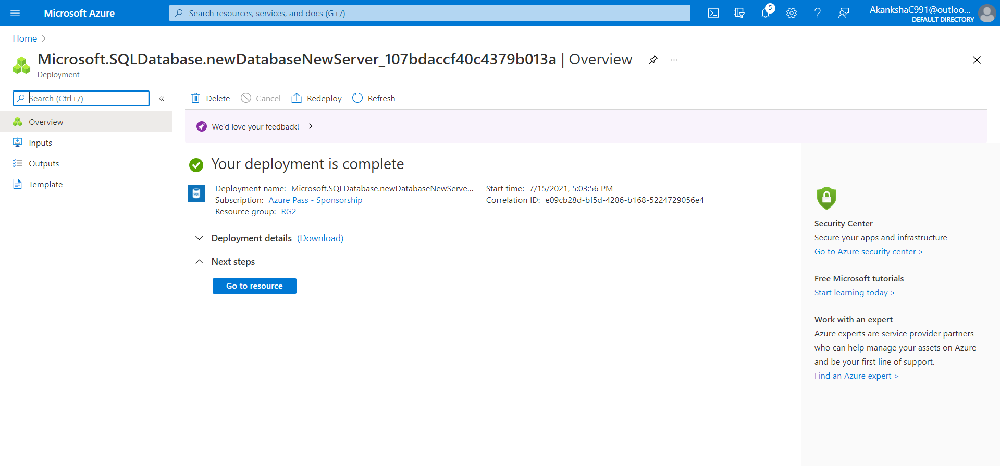 Microsoft Azure
Search resources, services, and docs (G+/)
5
AkankshaC991@outloo...
DEFAULT DIRECTORY
Home
Microsoft.SQLDatabase.newDatabaseNewServer_107bdaccf40c4379b013a | Overview
Deployment
Search (Ctrl+/)
Delete
Cancel
Redeploy
Refresh
Overview
Inputs
Outputs
Template
We'd love your feedback!
Your deployment is complete
SQL
Deployment name: Microsoft.SQLDatabase.newDatabaseNewServe...
Subscription: Azure Pass - Sponsorship
Resource group: RG2
Start time: 7/15/2021, 5:03:56 PM
Correlation ID: e09cb28d-bf5d-4286-b168-5224729056e4
Deployment details (Download)
Next steps
Go to resource
Security Center
Secure your apps and infrastructure
Go to Azure security center >
Free Microsoft tutorials
Start learning today >
Work with an expert
Azure experts are service provider partners
who can help manage your assets on Azure
and be your first line of support.
Find an Azure expert >